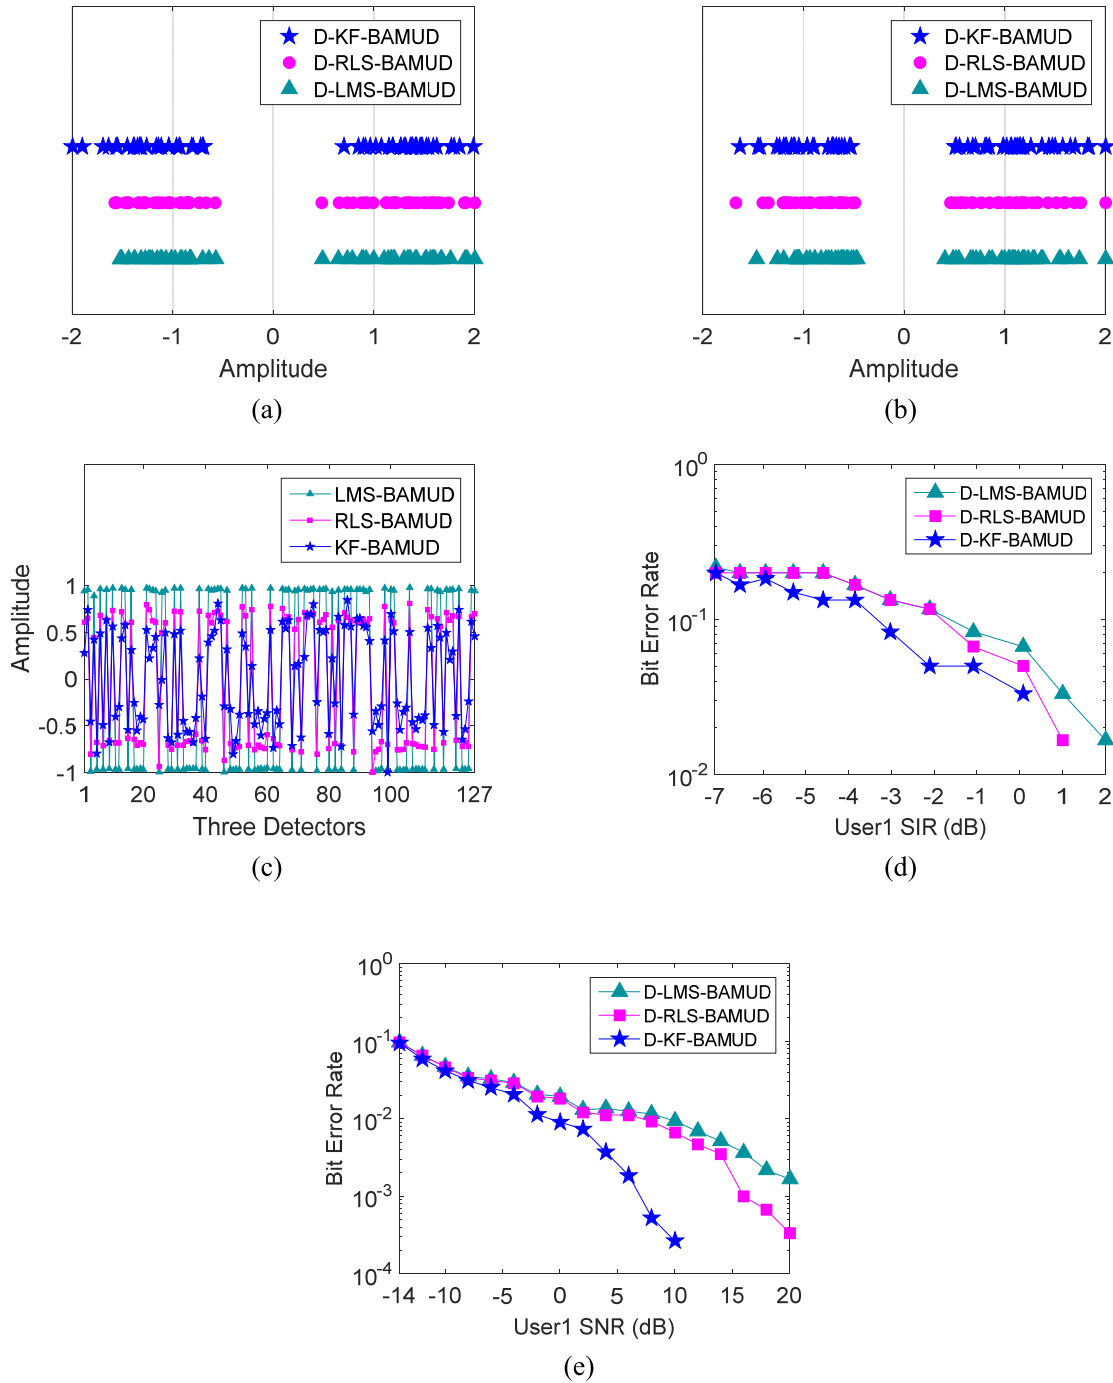 D-KF-BAMUD
D-RLS-BAMUD
D-LMS-BAMUD
-2 -1 0 1 2
Amplitude
(a)
D-KF-BAMUD
D-RLS-BAMUD
D-LMS-BAMUD
-2 -1 0 1 2
Amplitude
(b)
LMS-BAMUD
RLS-BAMUD
KF-BAMUD
1
0.5
0
-0.5
-1
Amplitude
1 20 40 60 80 100 127
Three Detectors
(c)
D-LMS-BAMUD
D-RLS-BAMUD
D-KF-BAMUD
10^0
10^-1
10^-2
Bit Error Rate
-7 -6 -5 -4 -3 -2 -1 0 1 2
User1 SIR (dB)
(d)
D-LMS-BAMUD
D-RLS-BAMUD
D-KF-BAMUD
10^0
10^-1
10^-2
10^-3
10^-4
Bit Error Rate
-14 -10 -5 0 5 10 15 20
User1 SNR (dB)
(e)